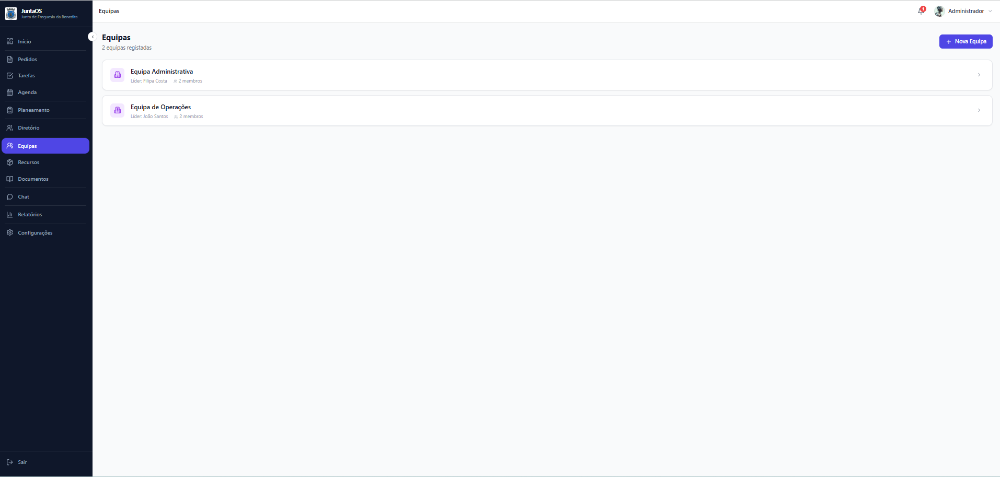 JuntaOS
Junta de Freguesia da Benedita
Início
Pedidos
Tarefas
Agenda
Planeamento
Diretório
Equipas
Recursos
Documentos
Chat
Relatórios
Configurações
Sair
Equipas
1
Administrador
Equipas
2 equipas registadas
+ Nova Equipa
Equipa Administrativa
Líder: Filipa Costa 2 membros
Equipa de Operações
Líder: João Santos 2 membros